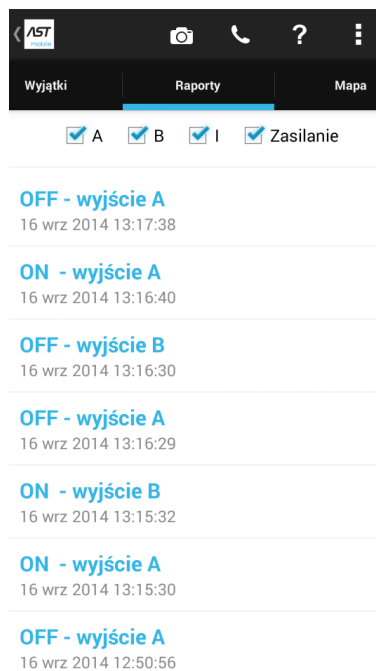 AST
mobile
?
Wyjątki Raporty Mapa
A B I Zasilanie
OFF - wyjście A
16 wrz 2014 13:17:38
ON - wyjście A
16 wrz 2014 13:16:40
OFF - wyjście B
16 wrz 2014 13:16:30
OFF - wyjście A
16 wrz 2014 13:16:29
ON - wyjście B
16 wrz 2014 13:15:32
ON - wyjście A
16 wrz 2014 13:15:30
OFF - wyjście A
16 wrz 2014 12:50:56